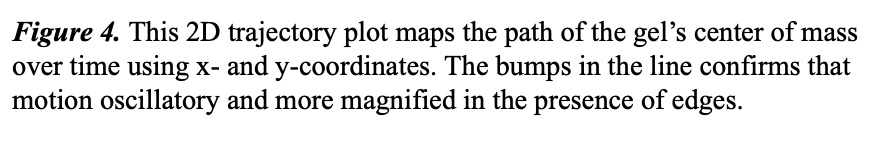 Figure 4. This 2D trajectory plot maps the path of the gel’s center of mass
over time using x- and y-coordinates. The bumps in the line confirms that
motion oscillatory and more magnified in the presence of edges.